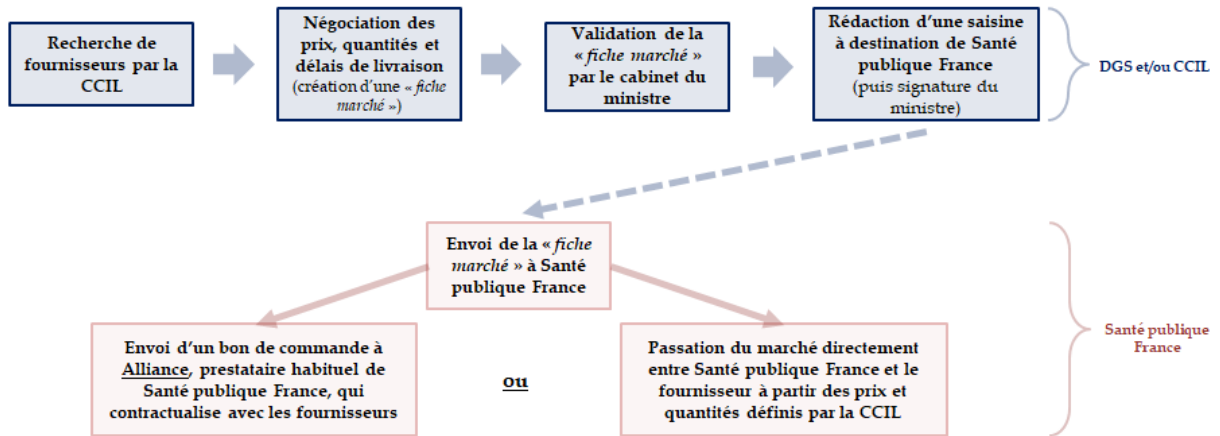 Recherche de
fournisseurs par la
CCIL
Négociation des
prix, quantités et
délais de livraison
(création d'une « fiche
marché »)
Validation de la
« fiche marché »
par le cabinet du
ministre
Rédaction d'une saisine
à destination de Santé
publique France
(puis signature du
ministre)
DGS et/ou CCIL
Envoi de la « fiche
marché » à Santé
publique France
Envoi d'un bon de commande à
Alliance, prestataire habituel de
Santé publique France, qui
contractualise avec les fournisseurs
ou
Passation du marché directement
entre Santé publique France et le
fournisseur à partir des prix et
quantités définis par la CCIL
Santé publique
France